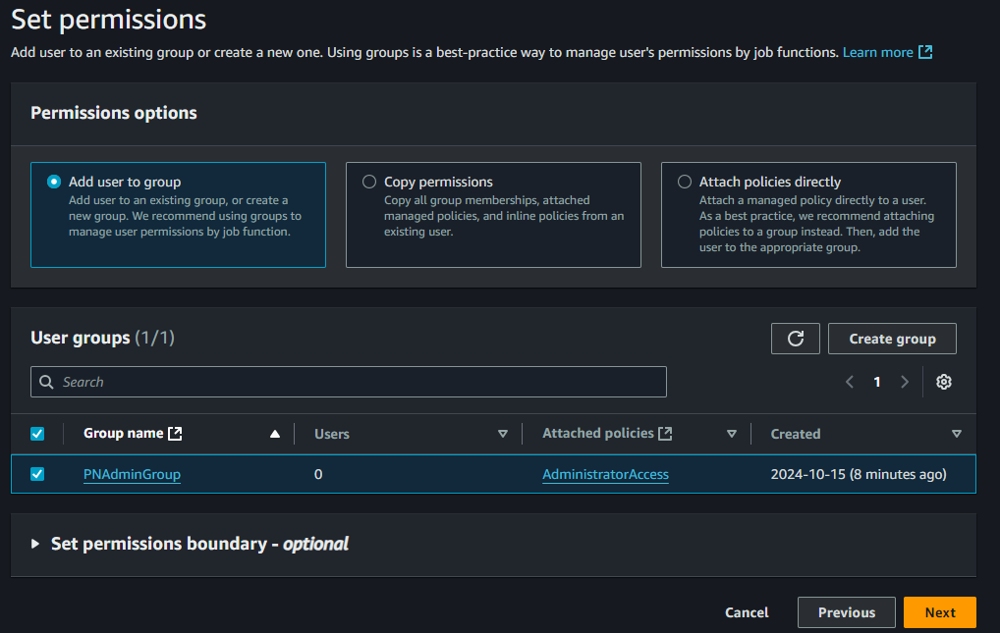 Set permissions
Add user to an existing group or create a new one. Using groups is a best-practice way to manage user's permissions by job functions. Learn more
Permissions options
Add user to group
Add user to an existing group, or create a
new group. We recommend using groups to
manage user permissions by job function.
Copy permissions
Copy all group memberships, attached
managed policies, and inline policies from an
existing user.
Attach policies directly
Attach a managed policy directly to a user.
As a best practice, we recommend attaching
policies to a group instead. Then, add the
user to the appropriate group.
User groups (1/1)
Create group
Search
1
Group name Users Attached policies Created
PNAdminGroup 0 AdministratorAccess 2024-10-15 (8 minutes ago)
Set permissions boundary - optional
Cancel Previous Next